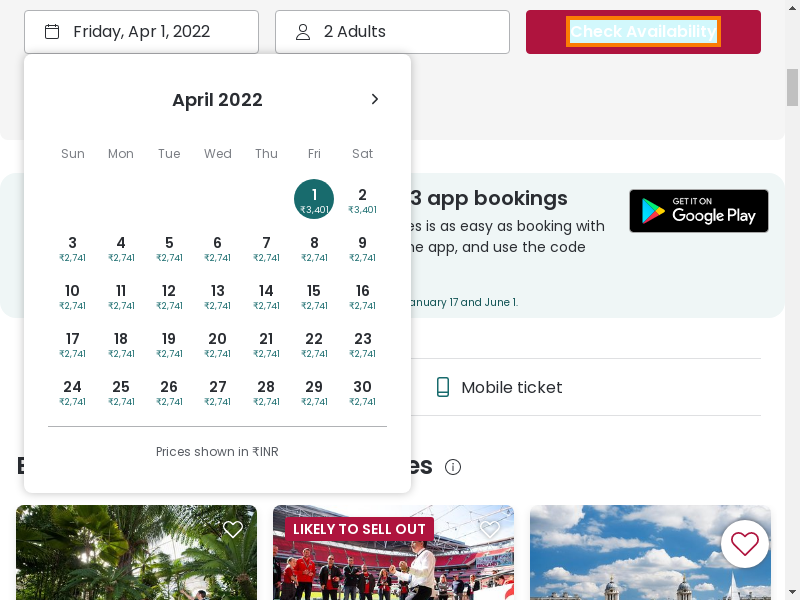 Friday, Apr 1, 2022
2 Adults
Check Availability
April 2022
Sun Mon Tue Wed Thu Fri Sat
1 2
₹3,401 ₹3,401
3 4 5 6 7 8 9
₹2,741 ₹2,741 ₹2,741 ₹2,741 ₹2,741 ₹2,741 ₹2,741
10 11 12 13 14 15 16
₹2,741 ₹2,741 ₹2,741 ₹2,741 ₹2,741 ₹2,741 ₹2,741
17 18 19 20 21 22 23
₹2,741 ₹2,741 ₹2,741 ₹2,741 ₹2,741 ₹2,741 ₹2,741
24 25 26 27 28 29 30
₹2,741 ₹2,741 ₹2,741 ₹2,741 ₹2,741 ₹2,741 ₹2,741
Prices shown in ₹INR
3 app bookings
es is as easy as booking with
app, and use the code
anuary 17 and June 1.
GET IT ON
Google Play
Mobile ticket
es
LIKELY TO SELL OUT